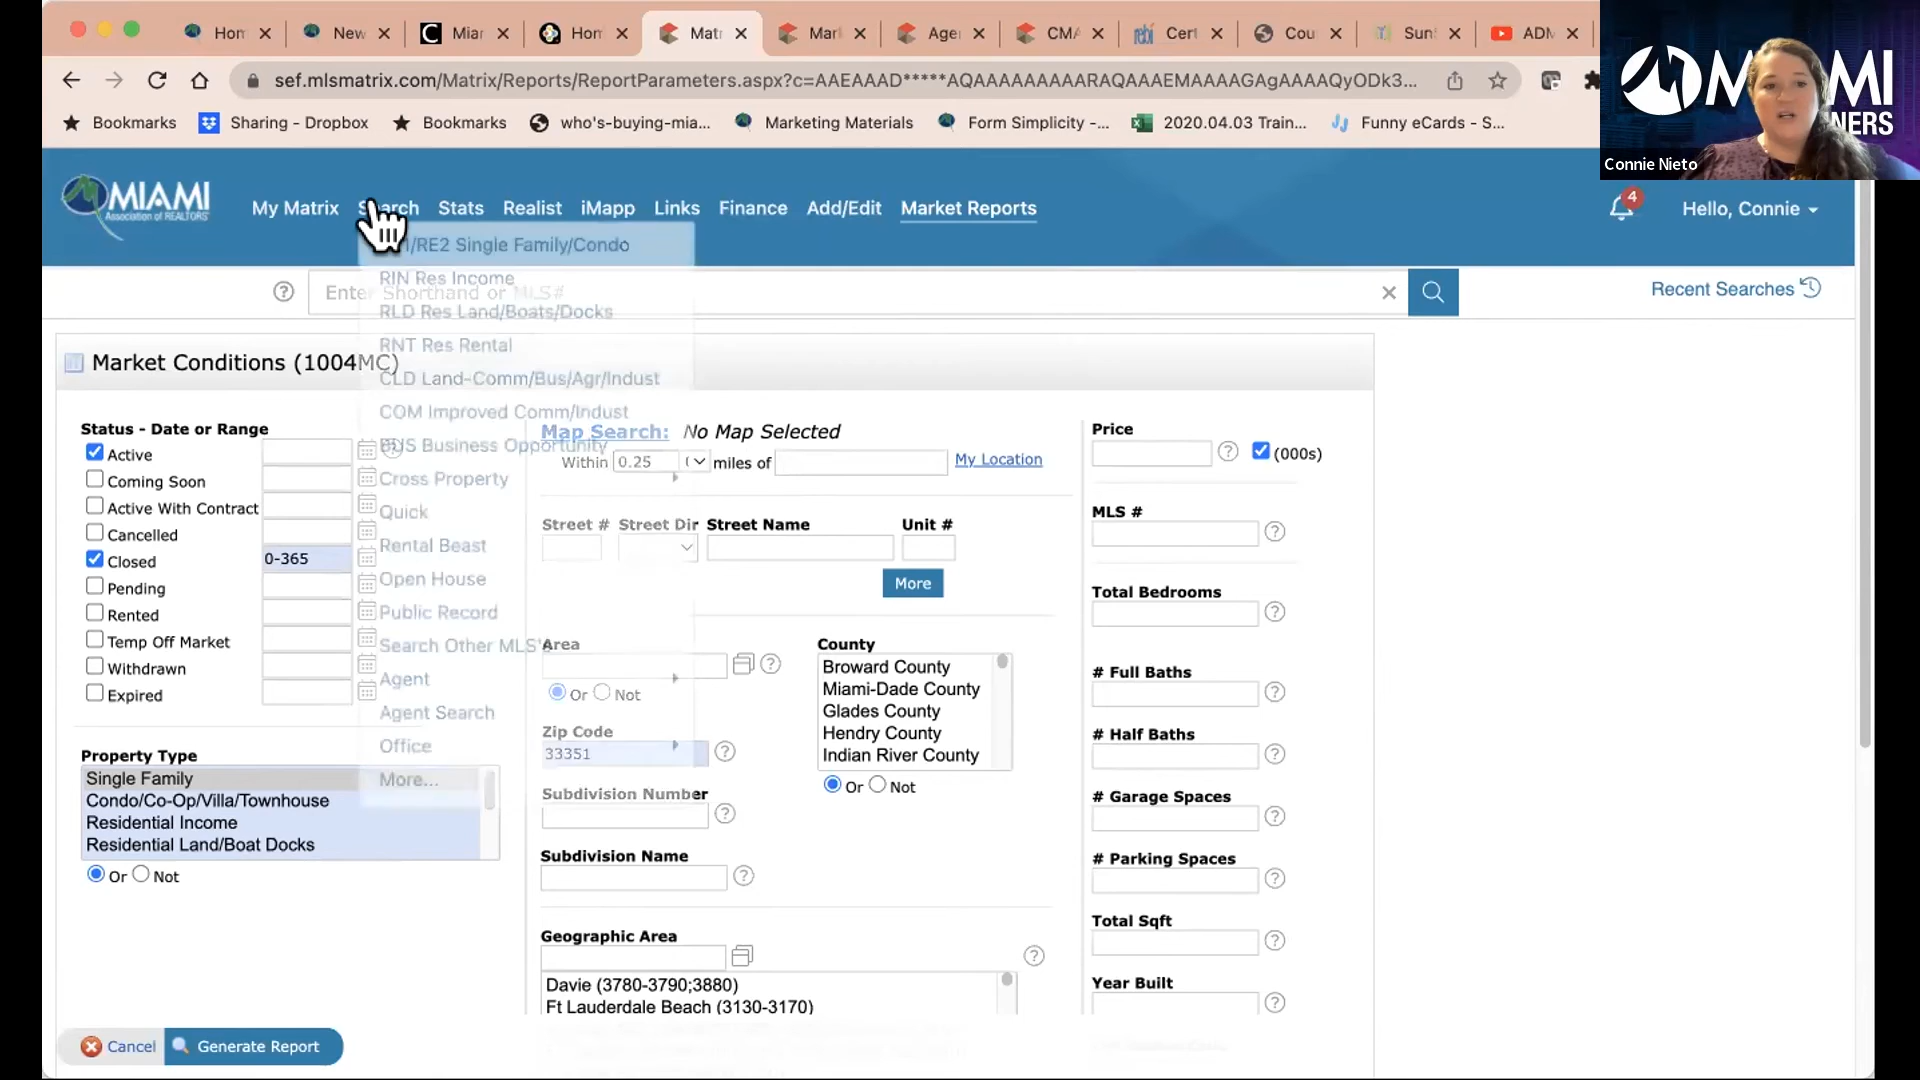 Hom
New
Miar
Hom
Matr
Mark
Age
CMA
Cert
Cou
Sun
ADM
sef.mlsmatrix.com/Matrix/Reports/ReportParameters.aspx?c=AAEAAAD*****AQAAAAAAAAARAQAAAEMAAAAGAgAAAAQyODk3...
Bookmarks
Sharing - Dropbox
Bookmarks
who's-buying-mia...
Marketing Materials
Form Simplicity -...
2020.04.03 Train...
Funny eCards - S...
Connie Nieto
MIAMI
Association of REALTORS®
My Matrix
Search
Stats
Realist
iMapp
Links
Finance
Add/Edit
Market Reports
4
Hello, Connie
/RE2 Single Family/Condo
RIN Res Income
RLD Res Land/Boats/Docks
RNT Res Rental
CLD Land-Comm/Bus/Agr/Indust
COM Improved Comm/Indust
BUS Business Opportunity
Cross Property
Quick
Rental Beast
Open House
Public Record
Search Other MLS's
Agent
Agent Search
Office
More...
Enter Shorthand or MLS#
Recent Searches
Market Conditions (1004MC)
Status - Date or Range
Active
Coming Soon
Active With Contract
Cancelled
Closed
0-365
Pending
Rented
Temp Off Market
Withdrawn
Expired
Property Type
Single Family
Condo/Co-Op/Villa/Townhouse
Residential Income
Residential Land/Boat Docks
Or Not
Map Search: No Map Selected
Within 0.25 miles of
My Location
Street # Street Dir Street Name Unit #
More
Area
Or Not
Zip Code
33351
Subdivision Number
Subdivision Name
County
Broward County
Miami-Dade County
Glades County
Hendry County
Indian River County
Or Not
Geographic Area
Davie (3780-3790;3880)
Ft Lauderdale Beach (3130-3170)
Price
(000s)
MLS #
Total Bedrooms
# Full Baths
# Half Baths
# Garage Spaces
# Parking Spaces
Total Sqft
Year Built
Cancel
Generate Report